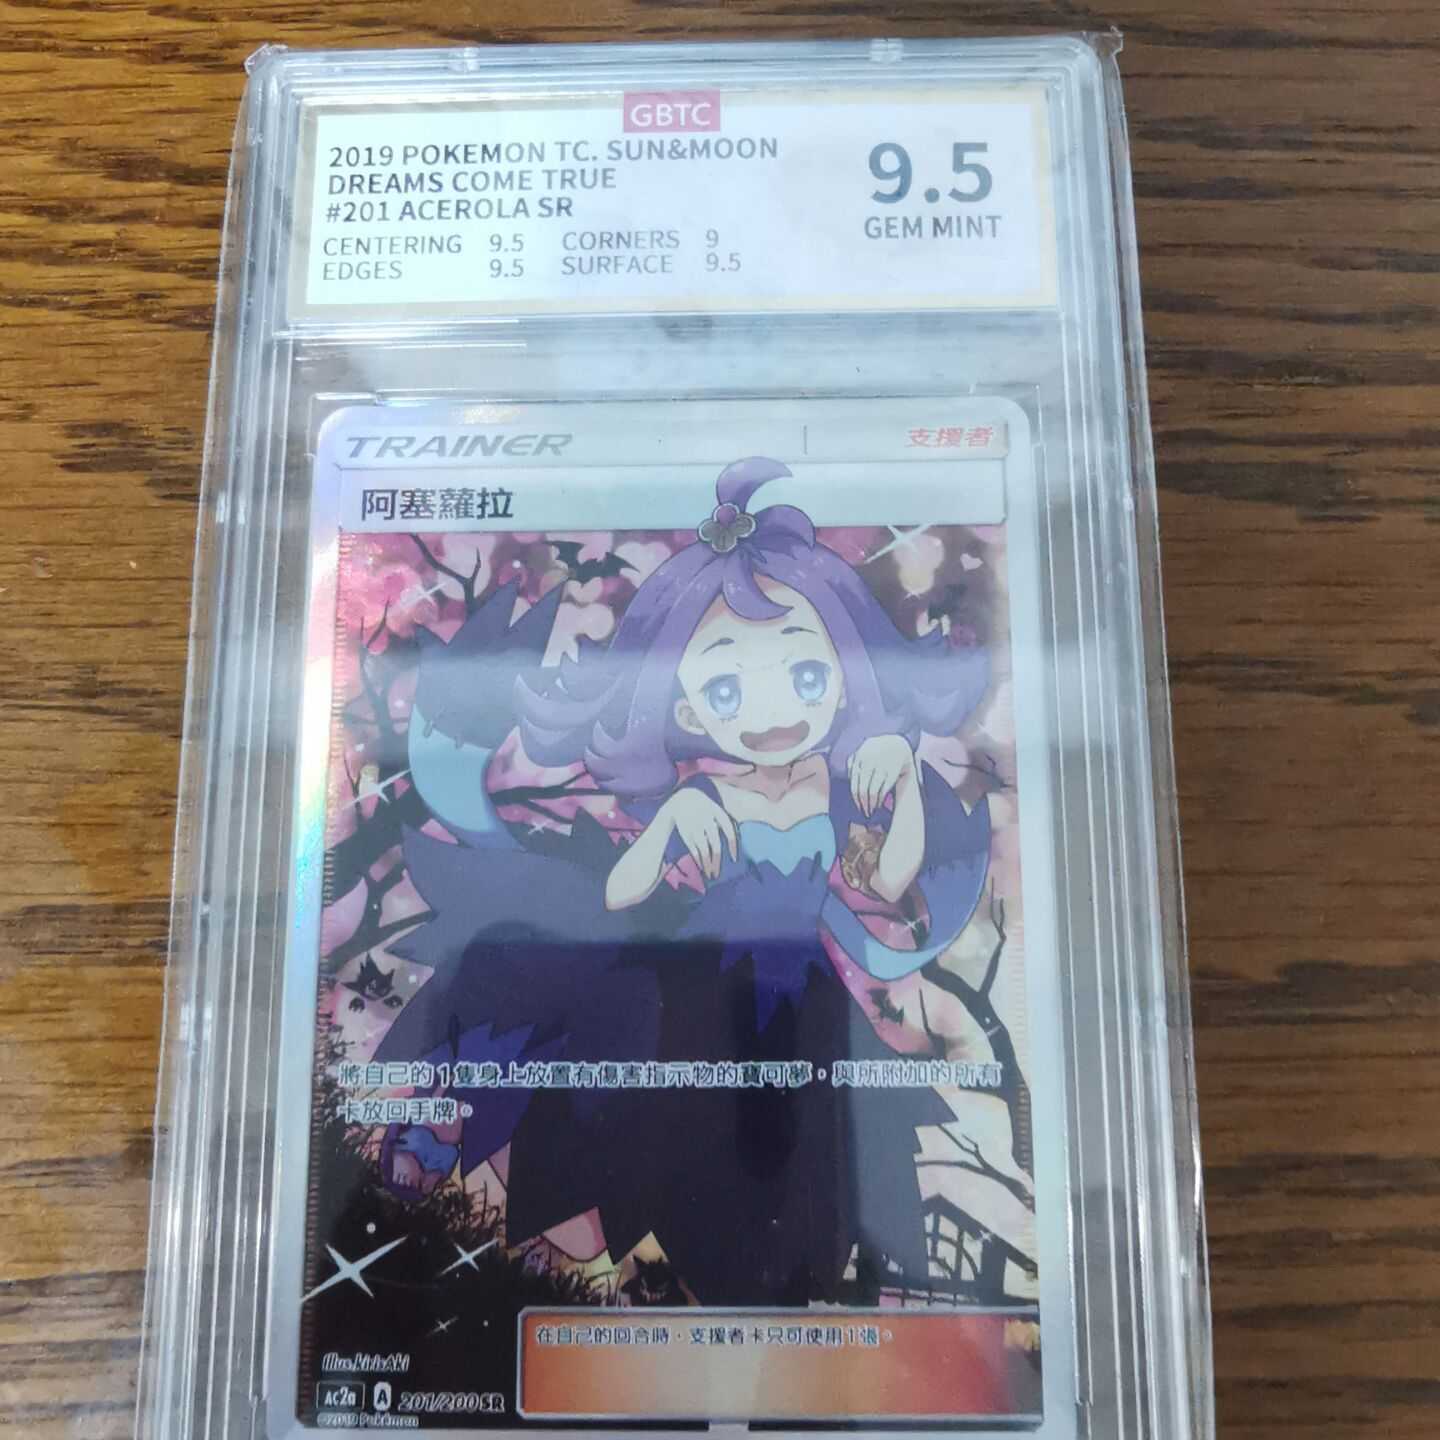 GBTC
2019 POKEMON TC. SUN&MOON
DREAMS COME TRUE
#201 ACEROLA SR
CENTERING 9.5 CORNERS 9
EDGES 9.5 SURFACE 9.5
9.5
GEM MINT
TRAINER 支援者
阿塞蘿拉
將自己的1隻身上放置有傷害指示物的寶可夢，與所附加的所有
卡放回手牌。
在自己的回合時，支援者卡只可使用1張。
Illus.kirisAki
AC2a A 201/200 SR
©2019 Pokémon